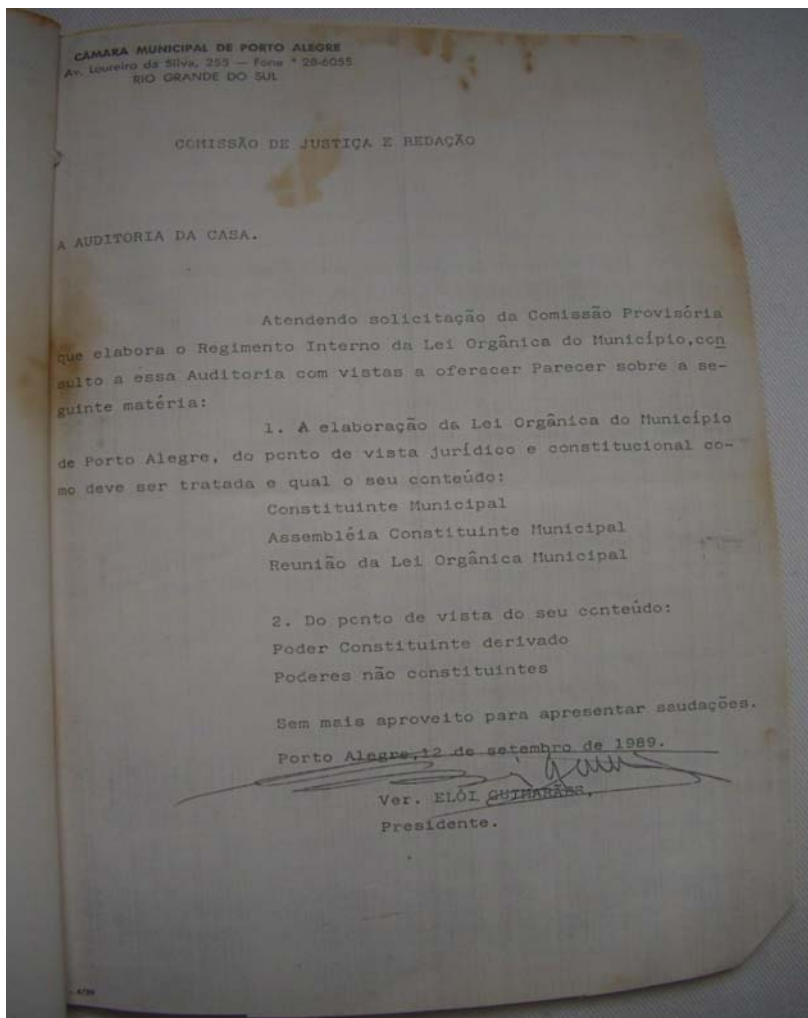 CÂMARA MUNICIPAL DE PORTO ALEGRE
Av. Loureiro da Silva, 255 — Fone * 28-6055
RIO GRANDE DO SUL
COMISSÃO DE JUSTIÇA E REDAÇÃO
A AUDITORIA DA CASA.
Atendendo solicitação da Comissão Provisória
que elabora o Regimento Interno da Lei Orgânica do Município,con
sulto a essa Auditoria com vistas a oferecer Parecer sobre a se-
guinte matéria:
1. A elaboração da Lei Orgânica do Município
de Porto Alegre, do ponto de vista jurídico e constitucional co-
mo deve ser tratada e qual o seu conteúdo:
Constituinte Municipal
Assembléia Constituinte Municipal
Reunião da Lei Orgânica Municipal
2. Do ponto de vista do seu conteúdo:
Poder Constituinte derivado
Poderes não constituintes
Sem mais aproveito para apresentar saudações.
Porto Alegre,12 de setembro de 1989.
Ver. ELÓI GUIMARÃES,
Presidente.